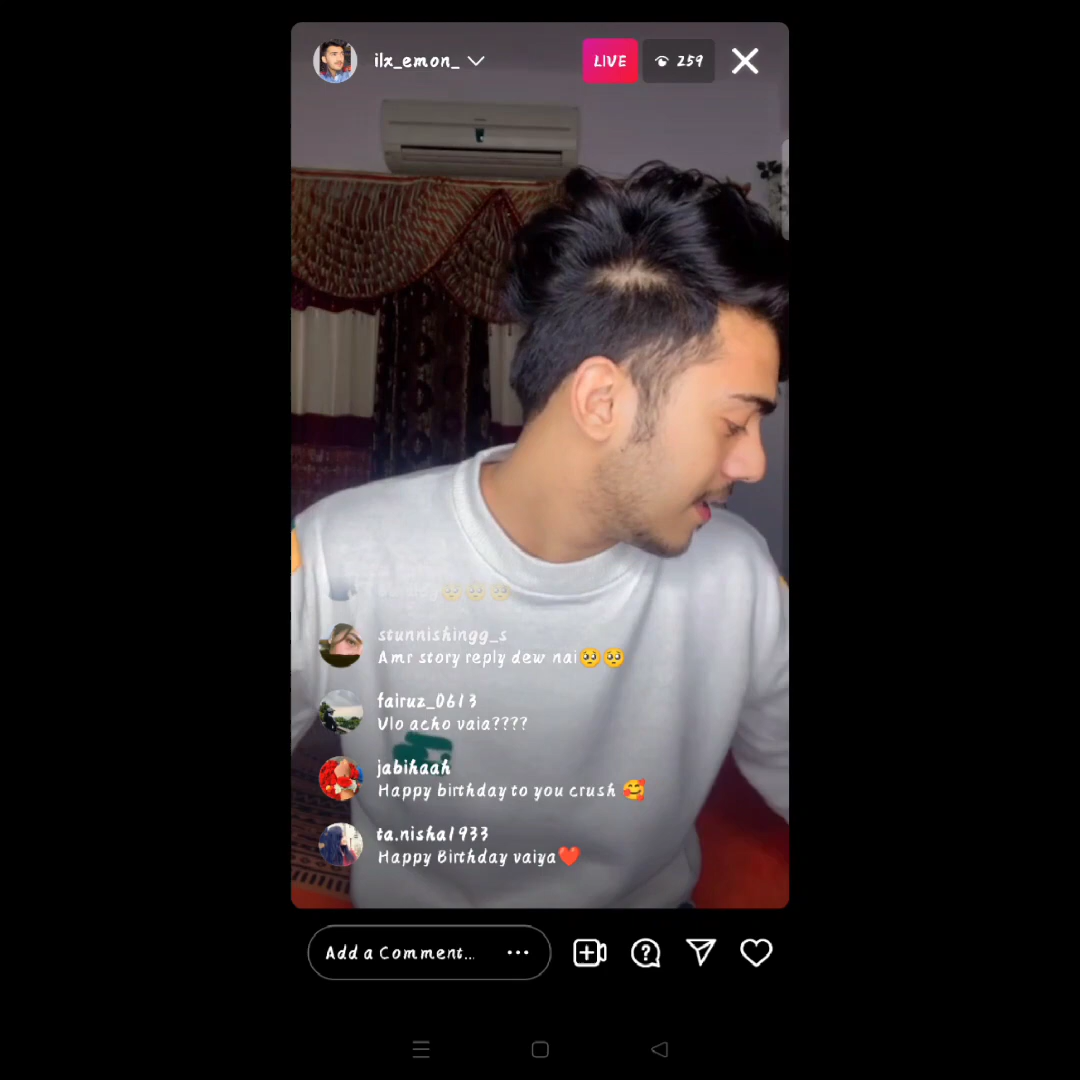 ilx_emon_
LIVE
259
stunnishingg_s
Amr story reply dew nai🥺🥺
fairuz_0613
Vlo acho vaia????
jabihaah
Happy birthday to you crush 🥰
ta.nisha1933
Happy Birthday vaiya❤️
Add a Comment...